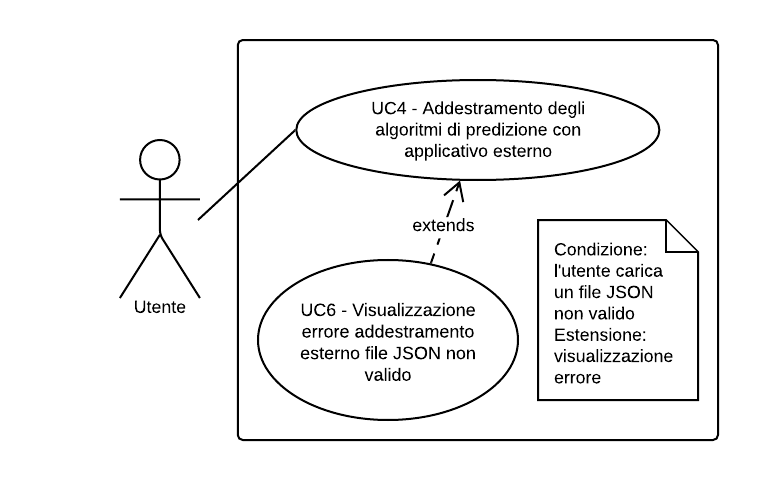 UC4 - Addestramento degli
algoritmi di predizione con
applicativo esterno
extends
Utente
UC6 - Visualizzazione
errore addestramento
esterno file JSON non
valido
Condizione:
l'utente carica
un file JSON
non valido
Estensione:
visualizzazione
errore